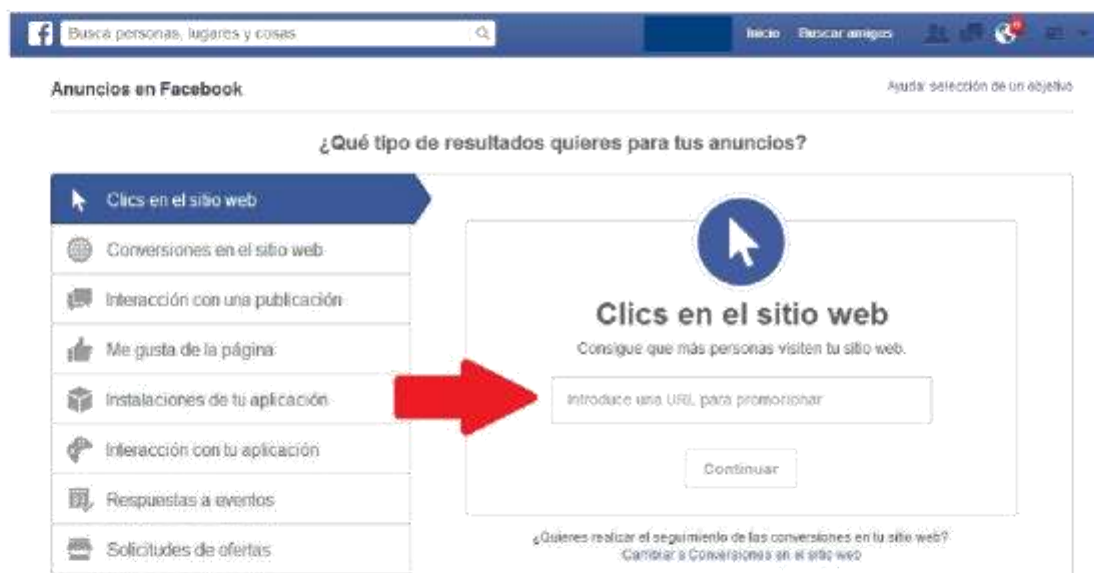 f Busca personas, lugares y cosas
Inicio Buscar amigos
Anuncios en Facebook
Ayuda: selección de un objetivo
¿Qué tipo de resultados quieres para tus anuncios?
Clics en el sitio web
Conversiones en el sitio web
Interacción con una publicación
Me gusta de la página
Instalaciones de tu aplicación
Interacción con tu aplicación
Respuestas a eventos
Solicitudes de ofertas
Clics en el sitio web
Consigue que más personas visiten tu sitio web.
Introduce una URL para promocionar
Continuar
¿Quieres realizar el seguimiento de las conversiones en tu sitio web?
Cambiar a Conversiones en el sitio web